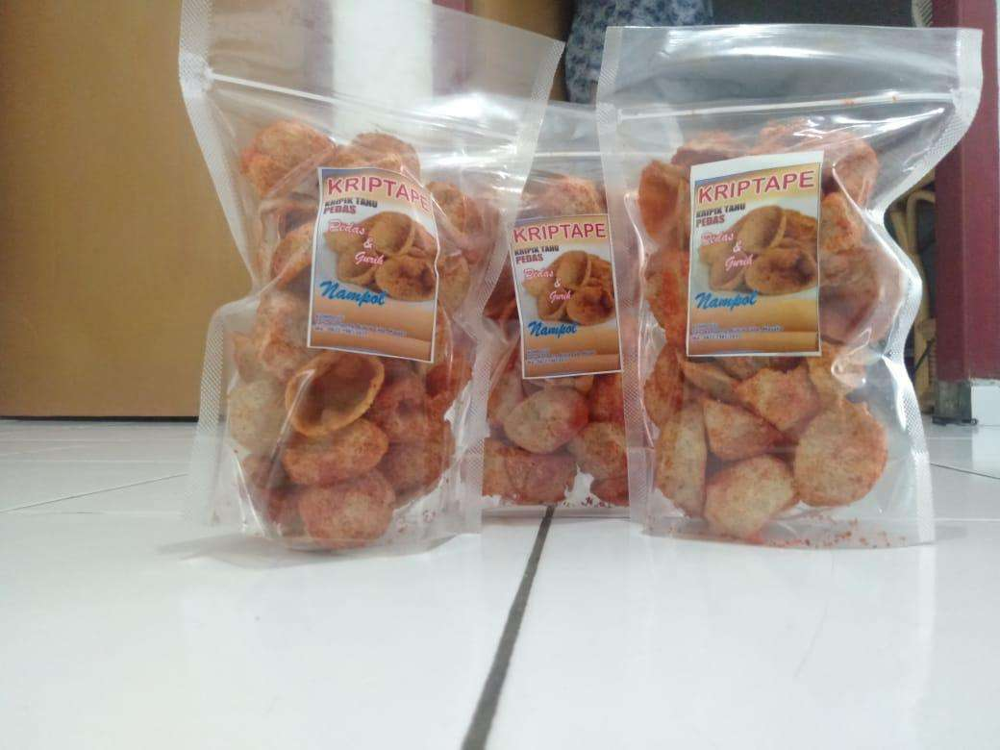 KRIPTAPE
KRIPIK TAHU
PEDAS
Pedas
&
Gurih
Nampol
KRIPTAPE
KRIPIK TAHU
PEDAS
Pedas
&
Gurih
Nampol
KRIPTAPE
KRIPIK TAHU
PEDAS
Pedas
&
Gurih
Nampol